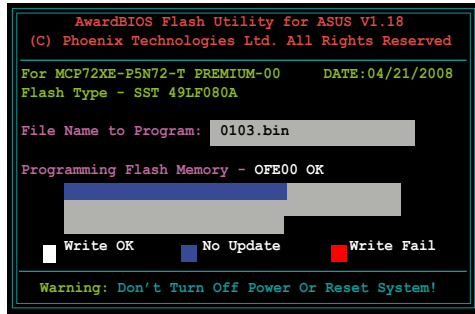 AwardBIOS Flash Utility for ASUS V1.18
(C) Phoenix Technologies Ltd. All Rights Reserved
For MCP72XE-P5N72-T PREMIUM-00 DATE:04/21/2008
Flash Type - SST 49LF080A
File Name to Program: 0103.bin
Programming Flash Memory - OFE00 OK
Write OK No Update Write Fail
Warning: Don't Turn Off Power Or Reset System!